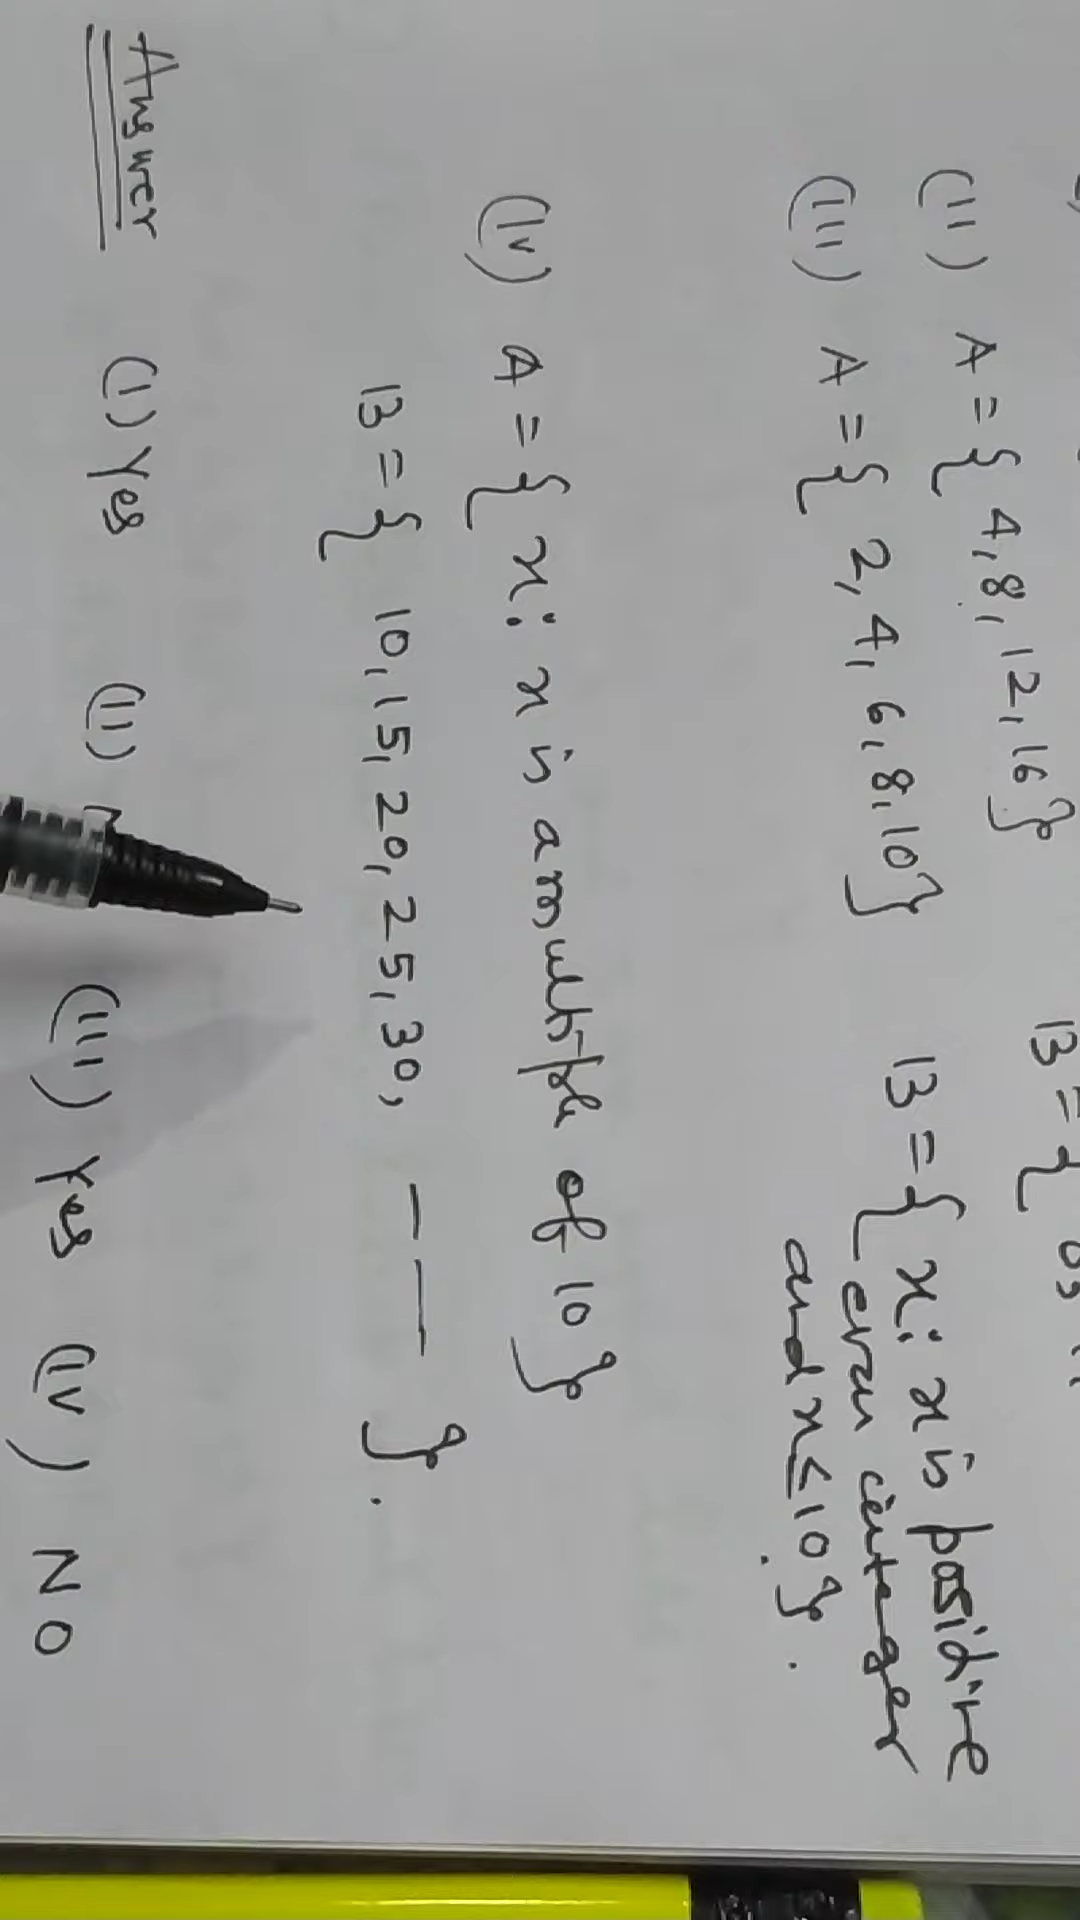 (ii) A = { 4, 8, 12, 16 } B = {
(iii) A = { 2, 4, 6, 8, 10 } B = { x : x is positive
even integer
and x ≤ 10 }.
(iv) A = { x : x is a multiple of 10 }
B = { 10, 15, 20, 25, 30, — — }.
Answer (i) Yes (ii) (iii) Yes (iv) No